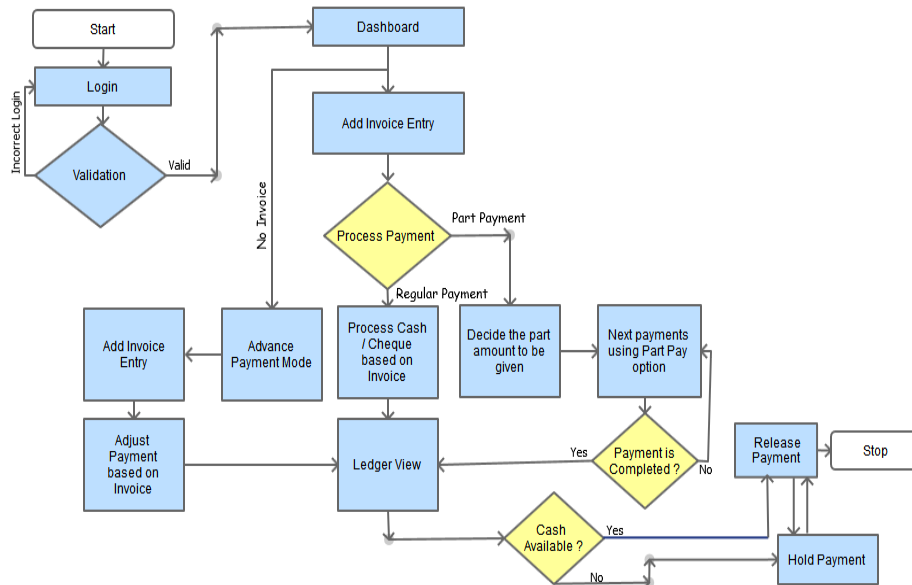 Start
Dashboard
Login
Incorrect Login
Add Invoice Entry
Validation
Valid
No Invoice
Part Payment
Process Payment
Regular Payment
Add Invoice
Entry
Advance
Payment Mode
Process Cash
/ Cheque
based on
Invoice
Decide the part
amount to be
given
Next payments
using Part Pay
option
Adjust
Payment
based on
Invoice
Ledger View
Yes
Payment is
Completed ?
No
Release
Payment
Stop
Cash
Available ?
Yes
No
Hold Payment